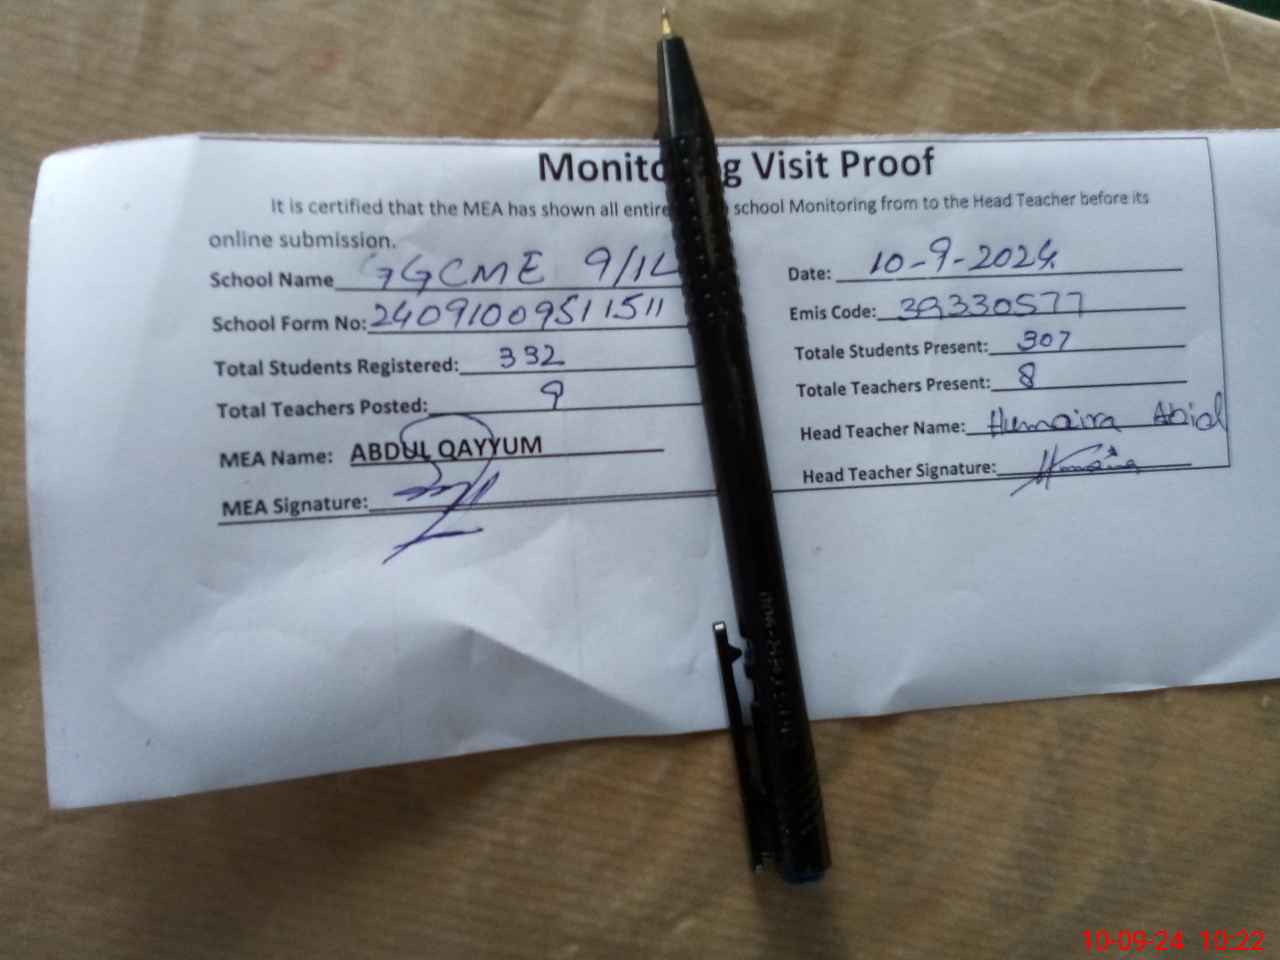 Monito g Visit Proof
It is certified that the MEA has shown all entire school Monitoring from to the Head Teacher before its
online submission.
School Name GGCME 9/1L
Date: 10-9-2024
School Form No: 24091009511511
Emis Code: 39330577
Total Students Registered: 332
Totale Students Present: 307
Total Teachers Posted: 9
Totale Teachers Present: 8
MEA Name: ABDUL QAYYUM
Head Teacher Name: Humaira Abid
MEA Signature:
Head Teacher Signature: Humaira
10-09-24 10:22